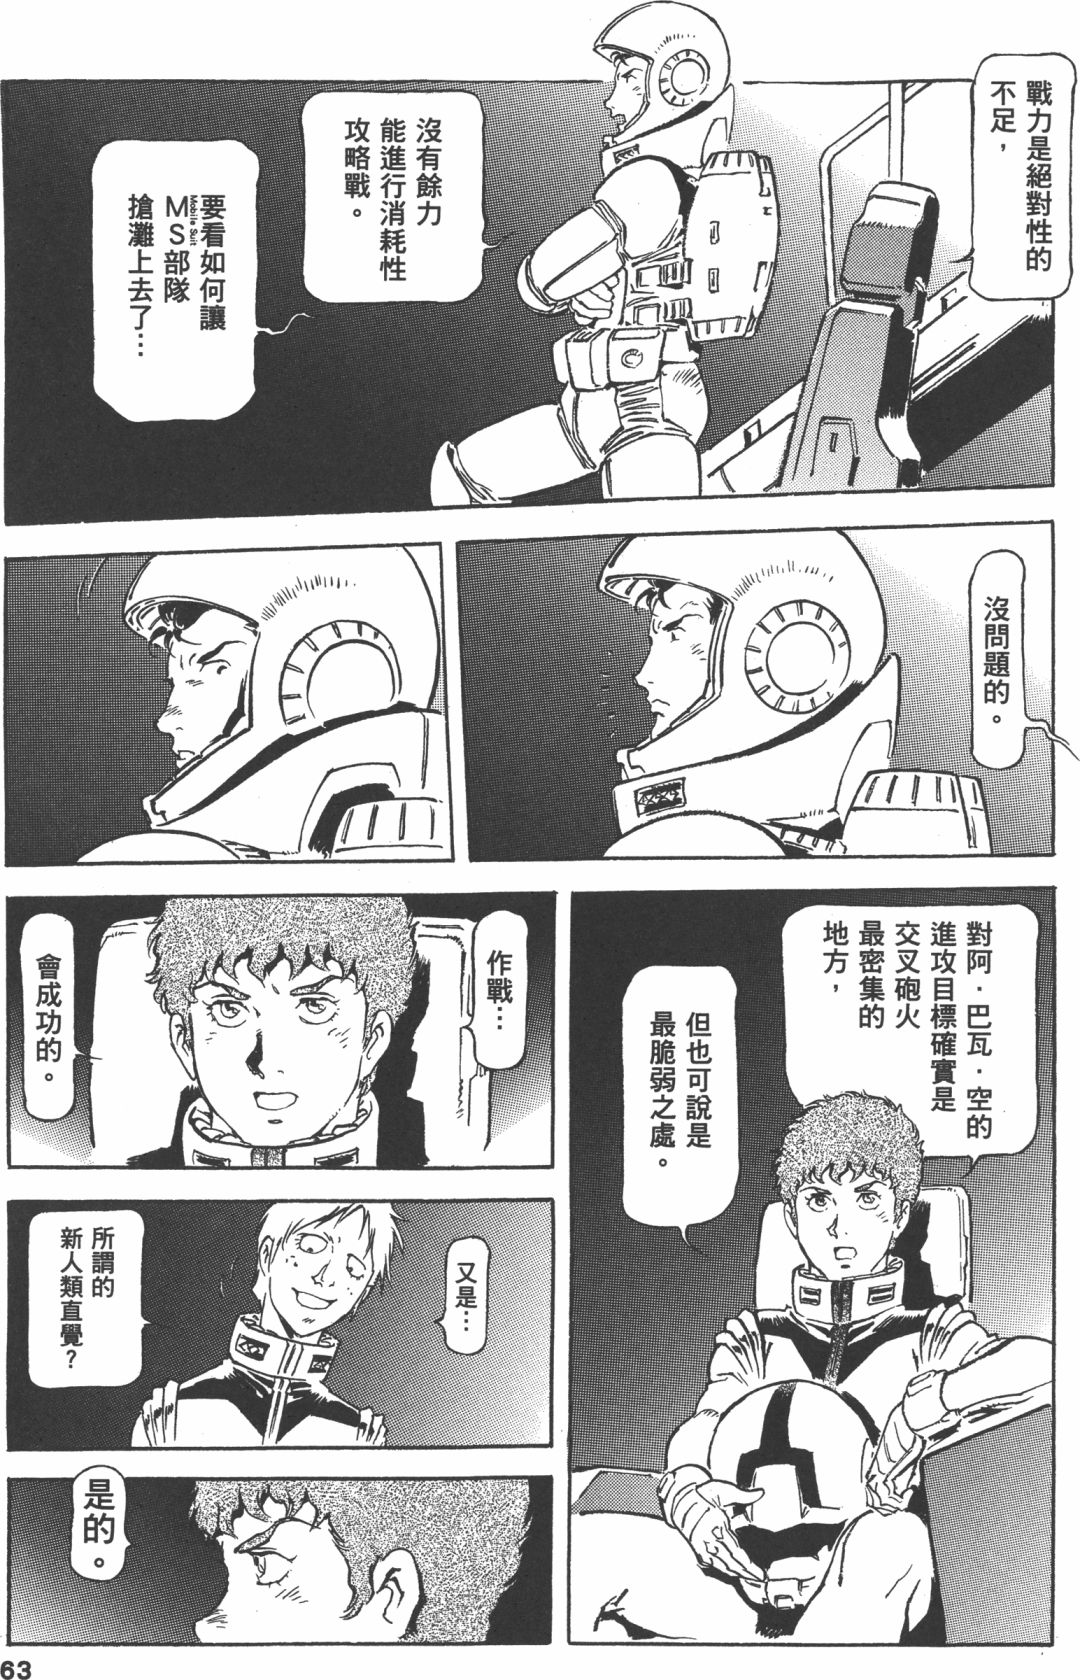 戰力是絕對性的
不足，
沒有餘力
能進行消耗性
攻略戰。
要看如何讓
MS部隊
Mobile Suit
搶灘上去了…
沒問題的。
對阿．巴瓦．空的
進攻目標確實是
交叉砲火
最密集的
地方，
但也可說是
最脆弱之處。
作戰…
會成功的。
又是…
所謂的
新人類直覺？
是的。
63